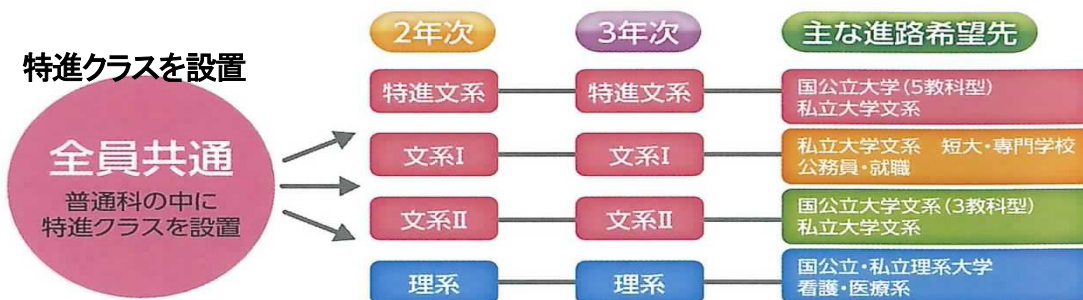 特進クラスを設置
全員共通
普通科の中に
特進クラスを設置
2年次
3年次
主な進路希望先
特進文系
特進文系
国公立大学(5教科型)
私立大学文系
文系I
文系I
私立大学文系 短大・専門学校
公務員・就職
文系II
文系II
国公立大学文系(3教科型)
私立大学文系
理系
理系
国公立・私立理系大学
看護・医療系